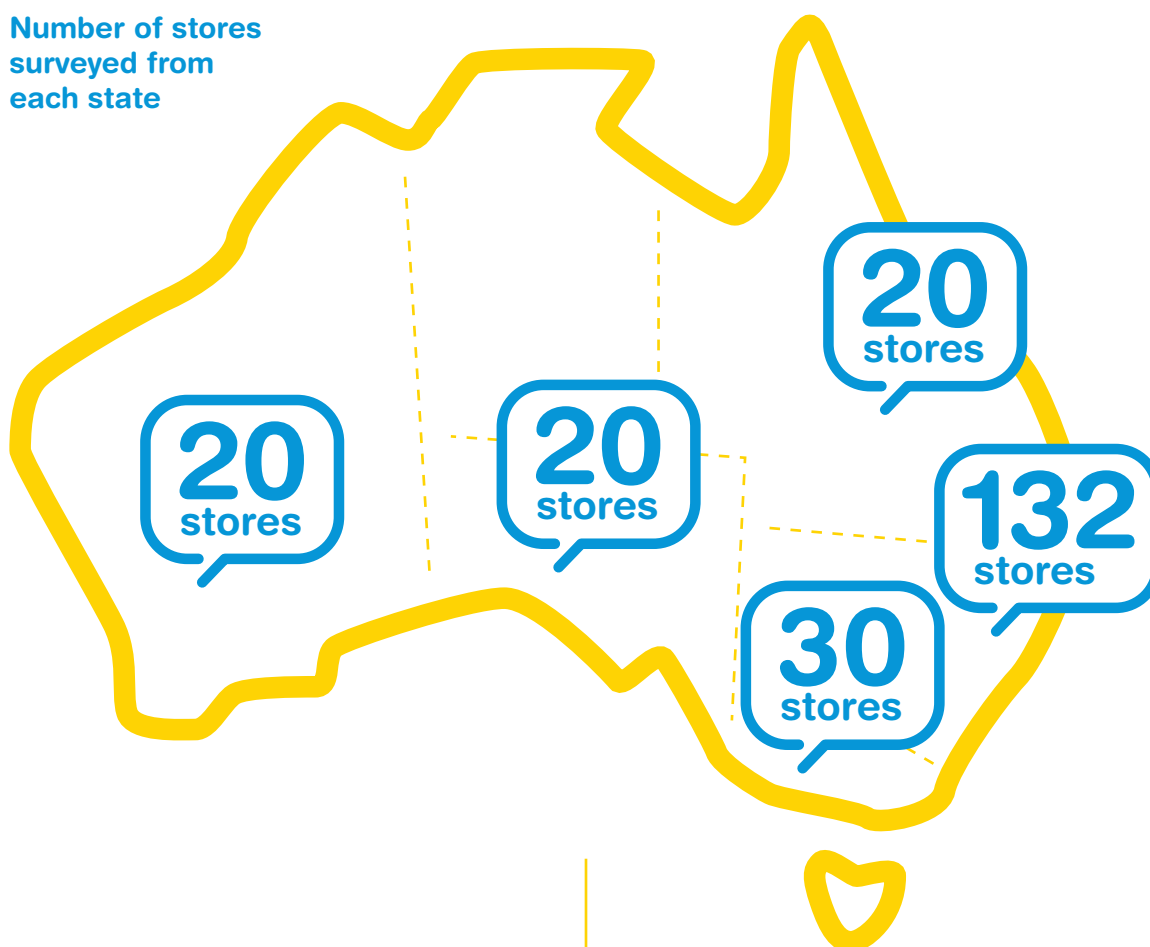 Number of stores
surveyed from
each state
20
stores
20
stores
20
stores
132
stores
30
stores